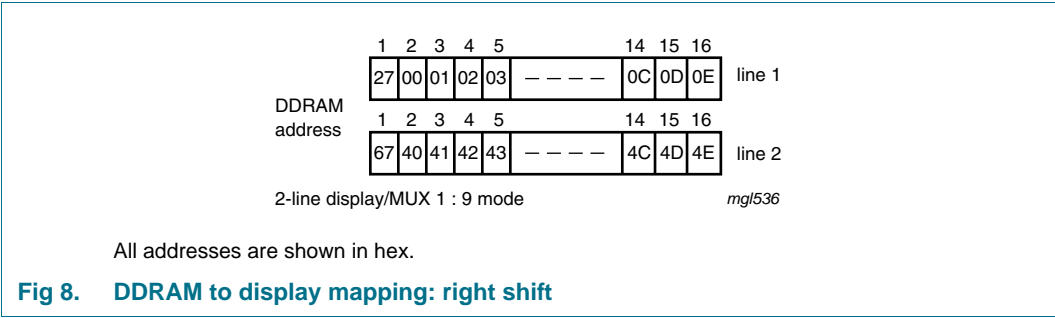 1 2 3 4 5 14 15 16
27 00 01 02 03 0C 0D 0E line 1
DDRAM
address
1 2 3 4 5 14 15 16
67 40 41 42 43 4C 4D 4E line 2
2-line display/MUX 1 : 9 mode mgl536
All addresses are shown in hex.
Fig 8. DDRAM to display mapping: right shift